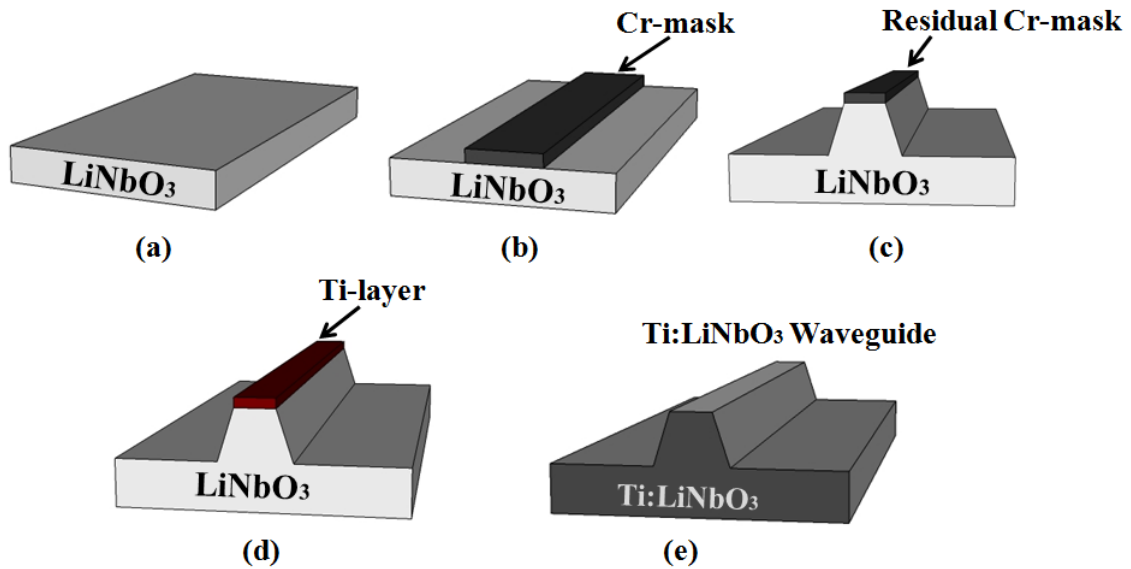 Cr-mask
Residual Cr-mask
LiNbO₃
LiNbO₃
LiNbO₃
(a)
(b)
(c)
Ti-layer
Ti:LiNbO₃ Waveguide
LiNbO₃
Ti:LiNbO₃
(d)
(e)